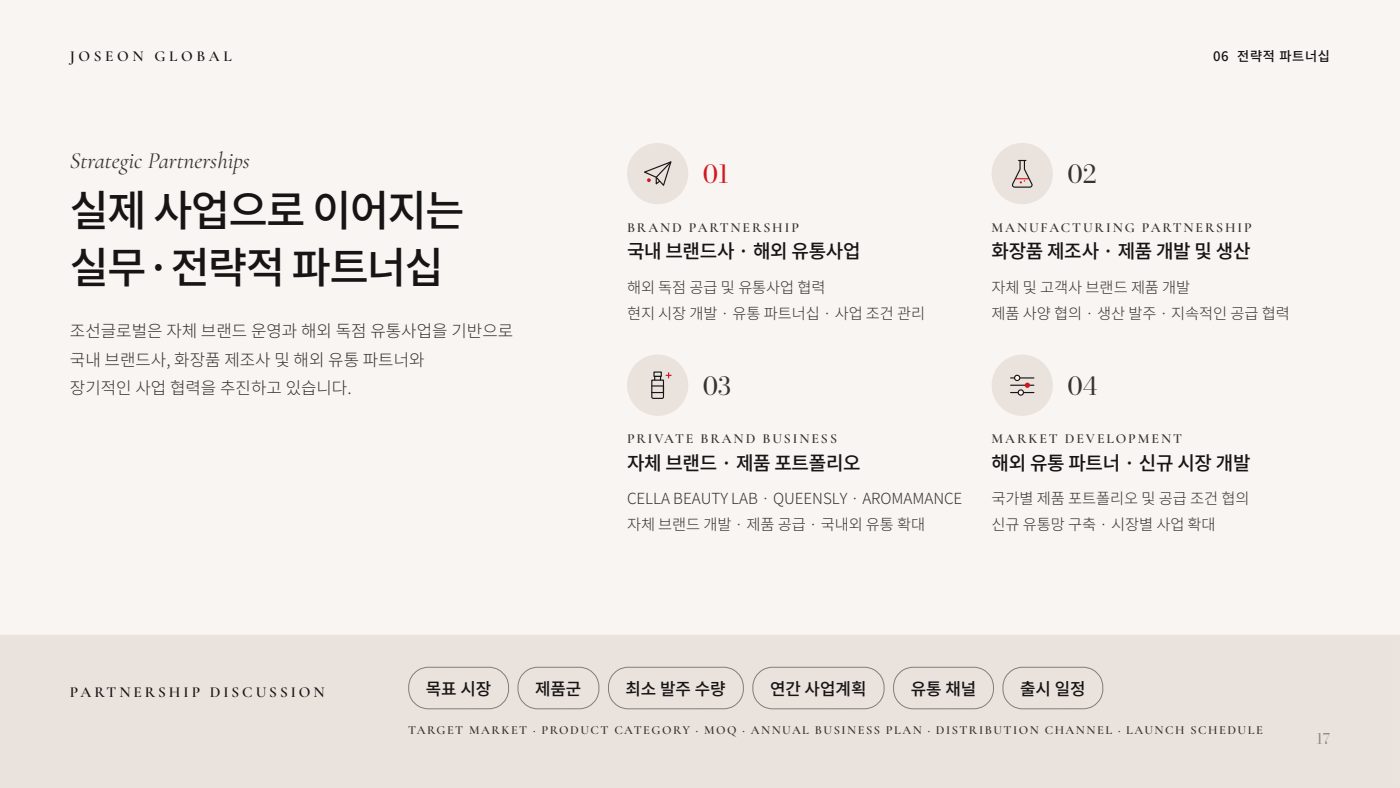 JOSEON GLOBAL
06 전략적 파트너십
Strategic Partnerships
실제 사업으로 이어지는
실무 · 전략적 파트너십
조선글로벌은 자체 브랜드 운영과 해외 독점 유통사업을 기반으로
국내 브랜드사, 화장품 제조사 및 해외 유통 파트너와
장기적인 사업 협력을 추진하고 있습니다.
01
BRAND PARTNERSHIP
국내 브랜드사 · 해외 유통사업
해외 독점 공급 및 유통사업 협력
현지 시장 개발 · 유통 파트너십 · 사업 조건 관리
02
MANUFACTURING PARTNERSHIP
화장품 제조사 · 제품 개발 및 생산
자체 및 고객사 브랜드 제품 개발
제품 사양 협의 · 생산 발주 · 지속적인 공급 협력
03
PRIVATE BRAND BUSINESS
자체 브랜드 · 제품 포트폴리오
CELLA BEAUTY LAB · QUEENSLY · AROMAMANCE
자체 브랜드 개발 · 제품 공급 · 국내외 유통 확대
04
MARKET DEVELOPMENT
해외 유통 파트너 · 신규 시장 개발
국가별 제품 포트폴리오 및 공급 조건 협의
신규 유통망 구축 · 시장별 사업 확대
PARTNERSHIP DISCUSSION
목표 시장 제품군 최소 발주 수량 연간 사업계획 유통 채널 출시 일정
TARGET MARKET · PRODUCT CATEGORY · MOQ · ANNUAL BUSINESS PLAN · DISTRIBUTION CHANNEL · LAUNCH SCHEDULE
17